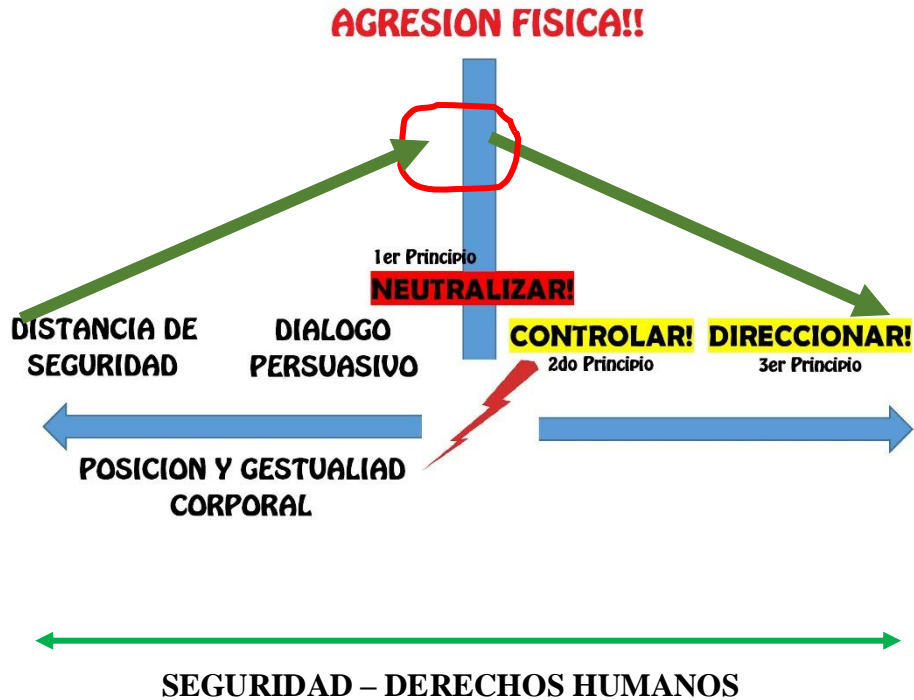 AGRESION FISICA!!
1er Principio
NEUTRALIZAR!
DISTANCIA DE
SEGURIDAD
DIALOGO
PERSUASIVO
CONTROLAR!
2do Principio
DIRECCIONAR!
3er Principio
POSICION Y GESTUALIAD
CORPORAL
SEGURIDAD – DERECHOS HUMANOS